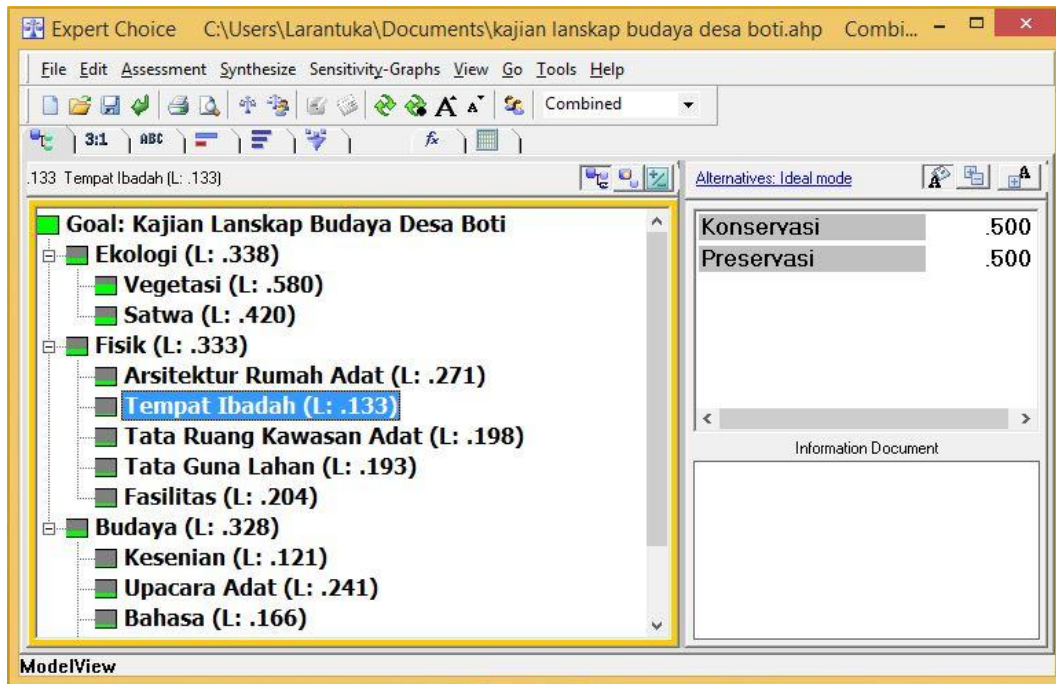 Expert Choice C:\Users\Larantuka\Documents\kajian lanskap budaya desa boti.ahp Combi...
File Edit Assessment Synthesize Sensitivity-Graphs View Go Tools Help
A A Combined
3:1 ABC fx
.133 Tempat Ibadah (L: .133)
Alternatives: Ideal mode
A A
Goal: Kajian Lanskap Budaya Desa Boti
Ekologi (L: .338)
Vegetasi (L: .580)
Satwa (L: .420)
Fisik (L: .333)
Arsitektur Rumah Adat (L: .271)
Tempat Ibadah (L: .133)
Tata Ruang Kawasan Adat (L: .198)
Tata Guna Lahan (L: .193)
Fasilitas (L: .204)
Budaya (L: .328)
Kesenian (L: .121)
Upacara Adat (L: .241)
Bahasa (L: .166)
Konservasi .500
Preservasi .500
Information Document
ModelView